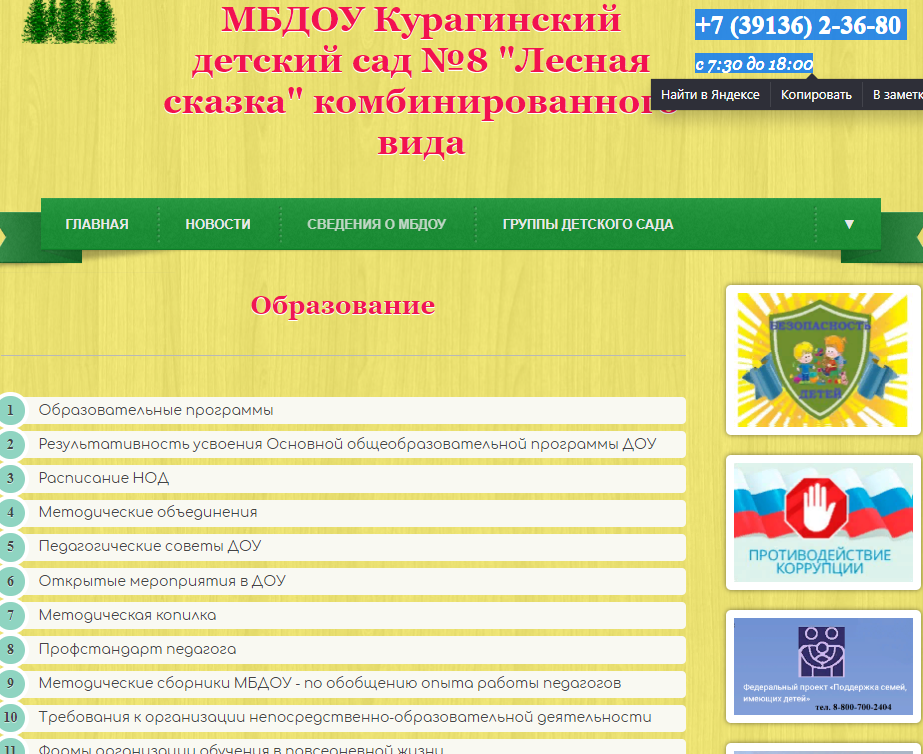 МБДОУ Курагинский
детский сад №8 "Лесная
сказка" комбинированного
вида
+7 (39136) 2-36-80
с 7:30 до 18:00
Найти в Яндексе
Копировать
В заметк
ГЛАВНАЯ
НОВОСТИ
СВЕДЕНИЯ О МБДОУ
ГРУППЫ ДЕТСКОГО САДА
▼
Образование
1 Образовательные программы
2 Результативность усвоения Основной общеобразовательной программы ДОУ
3 Расписание НОД
4 Методические объединения
5 Педагогические советы ДОУ
6 Открытые мероприятия в ДОУ
7 Методическая копилка
8 Профстандарт педагога
9 Методические сборники МБДОУ - по обобщению опыта работы педагогов
10 Требования к организации непосредственно-образовательной деятельности
11 Формы организации обучения в повседневной жизни
БЕЗОПАСНОСТЬ
ДЕТЕЙ
ПРОТИВОДЕЙСТВИЕ
КОРРУПЦИИ
Федеральный проект «Поддержка семей,
имеющих детей»
тел. 8-800-700-2404